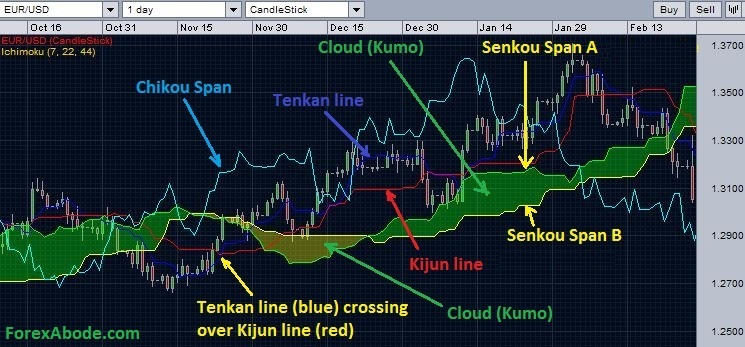 EUR/USD 1 day CandleStick Buy Sell
Oct 16 Oct 31 Nov 15 Nov 30 Dec 15 Dec 30 Jan 14 Jan 29 Feb 13
EUR/USD (CandleStick)
Ichimoku (7, 22, 44)
Cloud (Kumo)
Senkou Span A
Chikou Span
Tenkan line
1.3700
1.3500
1.3300
1.3100
1.2900
1.2700
1.2500
Senkou Span B
Kijun line
Tenkan line (blue) crossing
over Kijun line (red)
Cloud (Kumo)
ForexAbode.com